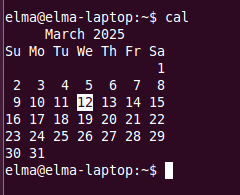 elma@elma-laptop:~$ cal
     March 2025
Su Mo Tu We Th Fr Sa
                   1
 2  3  4  5  6  7  8
 9 10 11 12 13 14 15
16 17 18 19 20 21 22
23 24 25 26 27 28 29
30 31
elma@elma-laptop:~$